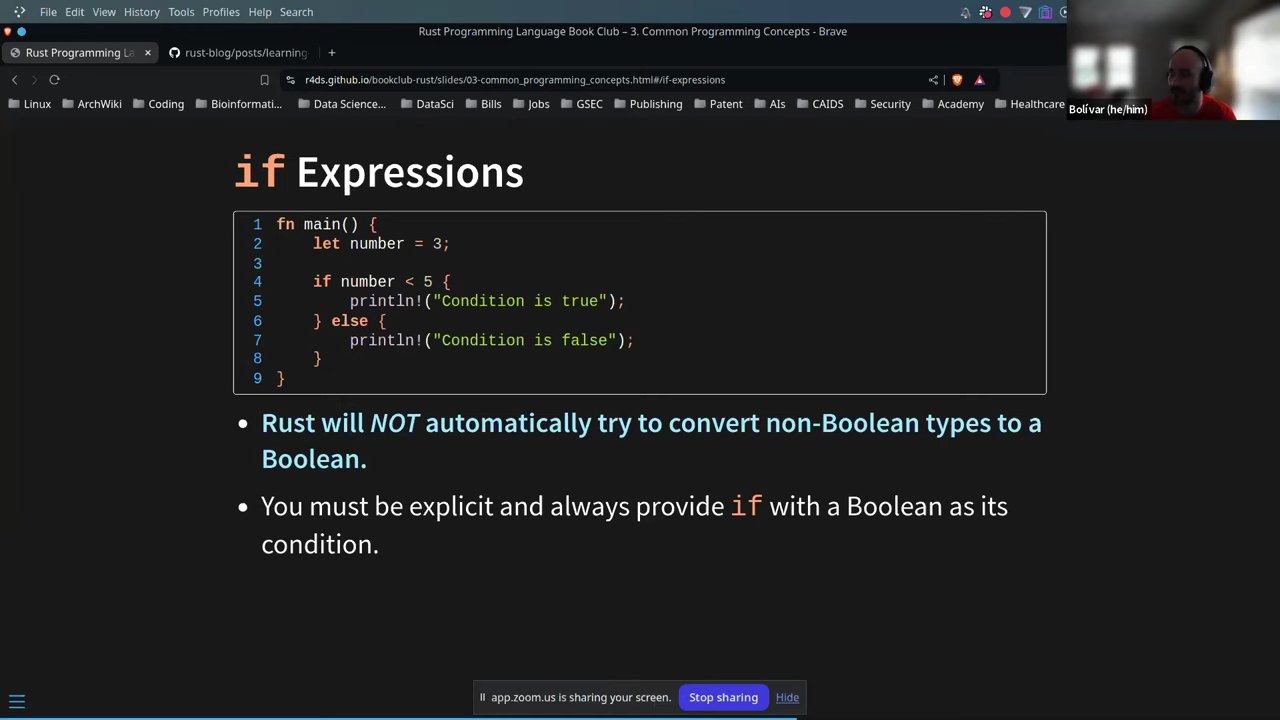 File Edit View History Tools Profiles Help Search
Rust Programming Language Book Club – 3. Common Programming Concepts - Brave
Rust Programming La
rust-blog/posts/learning
r4ds.github.io/bookclub-rust/slides/03-common_programming_concepts.html#/if-expressions
Linux ArchWiki Coding Bioinformati... Data Science... DataSci Bills Jobs GSEC Publishing Patent AIs CAIDS Security Academy Healthcare
Bolívar (he/him)
if Expressions
1 fn main() {
2     let number = 3;
3
4     if number < 5 {
5         println!("Condition is true");
6     } else {
7         println!("Condition is false");
8     }
9 }
• Rust will NOT automatically try to convert non-Boolean types to a
Boolean.
• You must be explicit and always provide if with a Boolean as its
condition.
app.zoom.us is sharing your screen. Stop sharing Hide